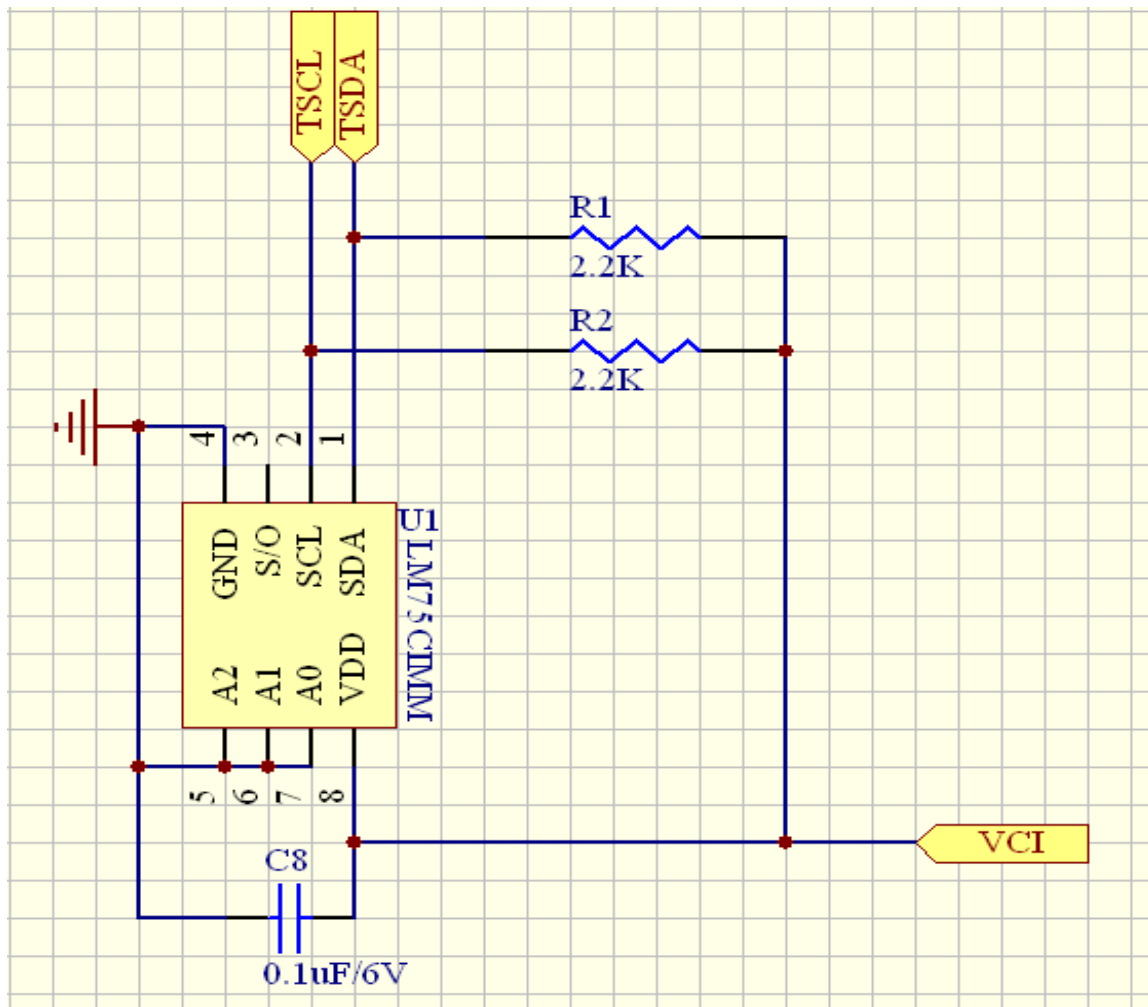 TSCL
TSDA
R1
2.2K
R2
2.2K
4
3
2
1
U1
LM75CIMM
GND
S/O
SCL
SDA
A2
A1
A0
VDD
5
6
7
8
VCI
C8
0.1uF/6V